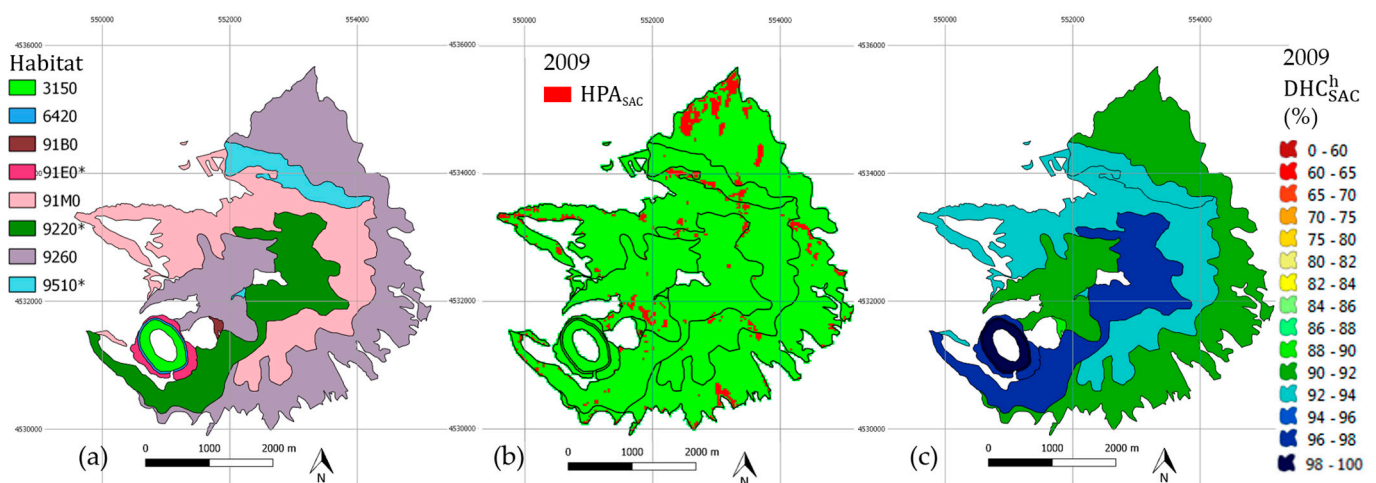 550000 552000 554000
4536000
4534000
4532000
4530000
Habitat
3150
6420
91B0
91E0*
91M0
9220*
9260
9510*
(a)
0 1000 2000 m
N
550000 552000 554000
4536000
4534000
4532000
4530000
2009
HPA SAC
(b)
0 1000 2000 m
N
550000 552000 554000
4536000
4534000
4532000
4530000
(c)
0 1000 2000 m
N
2009
DHC h SAC
(%)
0 - 60
60 - 65
65 - 70
70 - 75
75 - 80
80 - 82
82 - 84
84 - 86
86 - 88
88 - 90
90 - 92
92 - 94
94 - 96
96 - 98
98 - 100